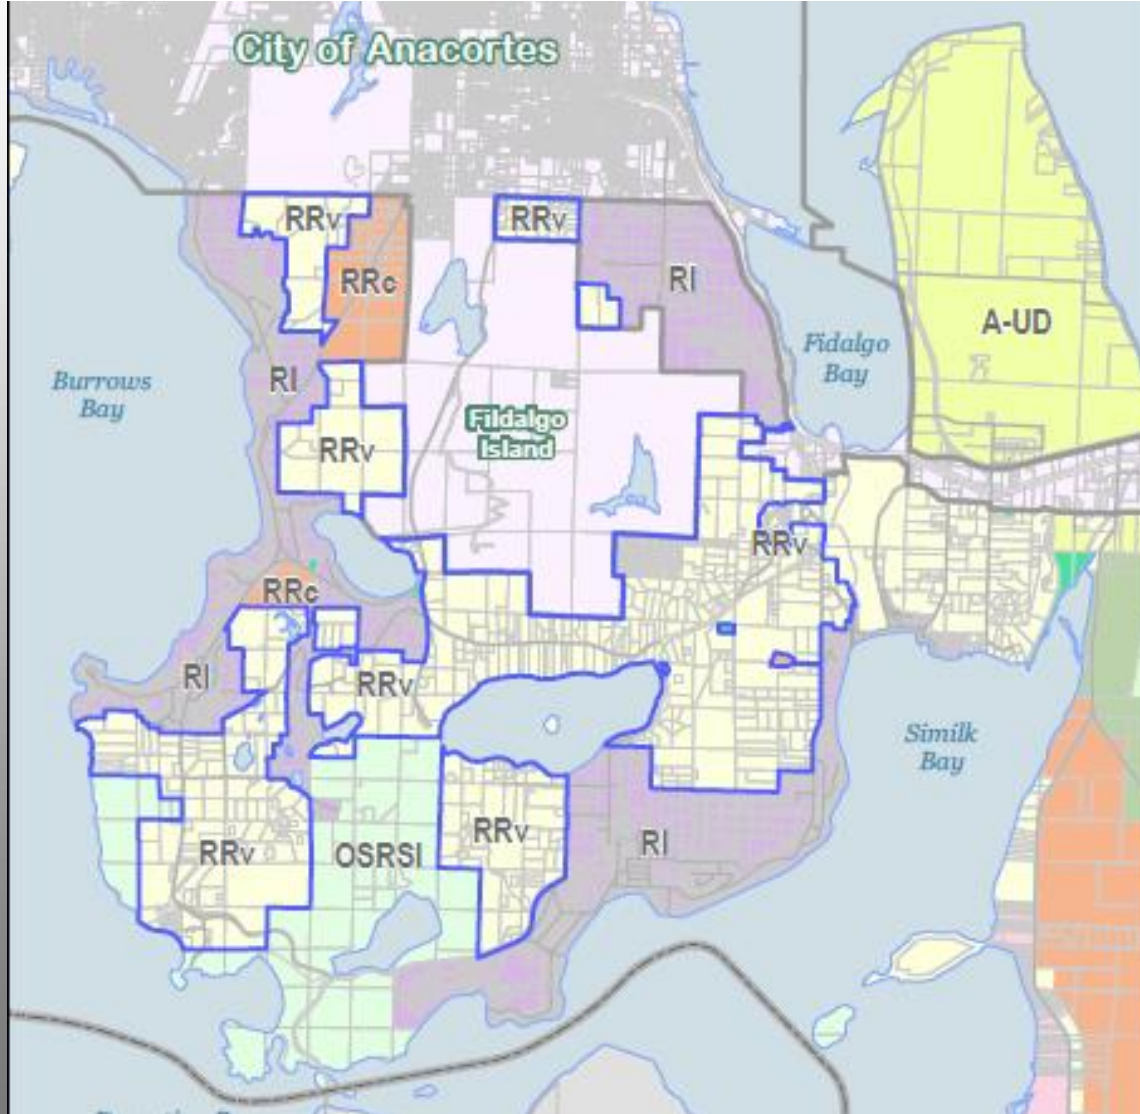 City of Anacortes
RRv
RRv
RRc
RI
A-UD
Fidalgo
Bay
Burrows
Bay
RI
Fildalgo
Island
RRv
RRv
RRc
RI
RRv
Similk
Bay
RRv
RRv
OSRSI
RI